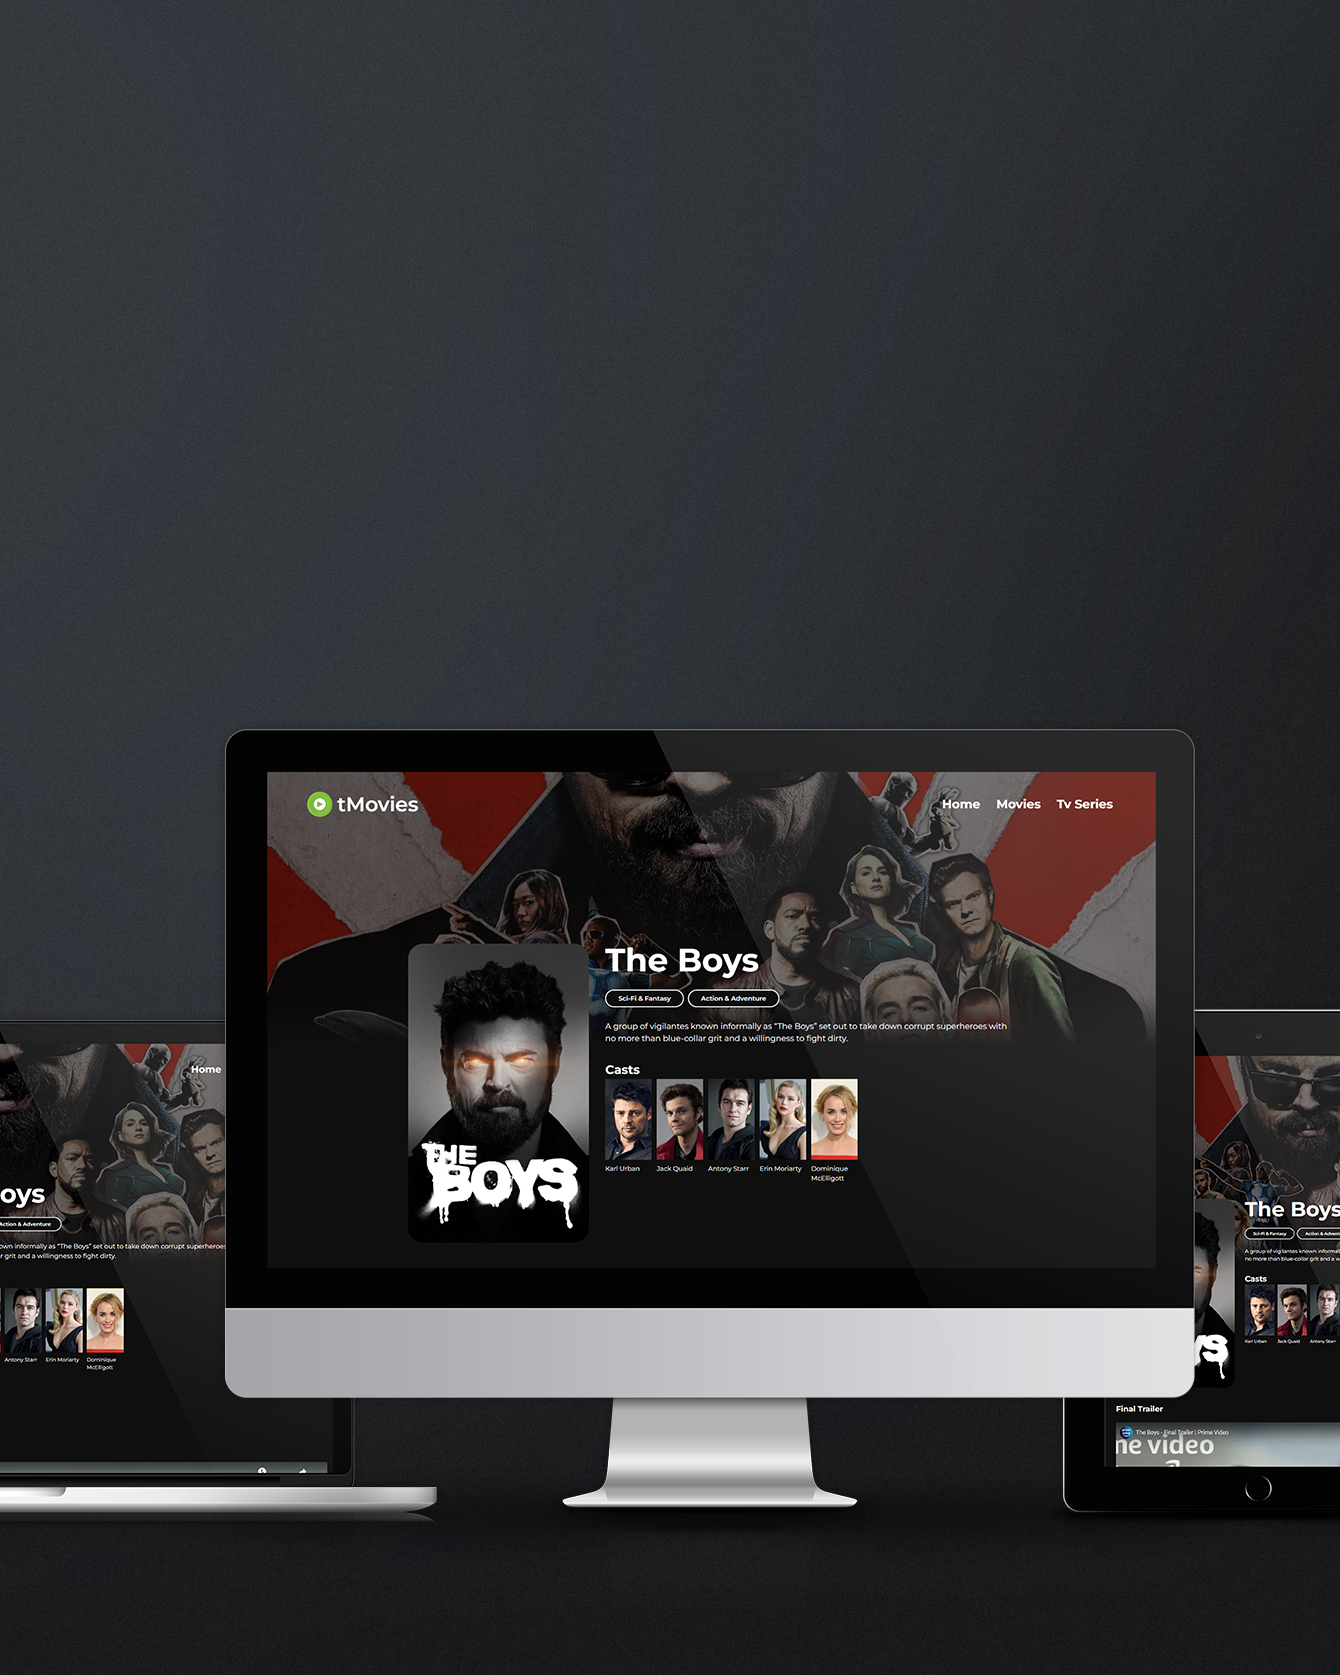 tMovies
Home Movies Tv Series
The Boys
Sci-Fi & Fantasy Action & Adventure
A group of vigilantes known informally as “The Boys” set out to take down corrupt superheroes with
no more than blue-collar grit and a willingness to fight dirty.
Casts
Karl Urban Jack Quaid Antony Starr Erin Moriarty Dominique
McElligott
THE
BOYS
Home
oys
Action & Adventure
own informally as “The Boys” set out to take down corrupt superheroes
r grit and a willingness to fight dirty.
Antony Starr Erin Moriarty Dominique
McElligott
The Boys
Sci-Fi & Fantasy Action & Advent
A group of vigilantes known informal
no more than blue-collar grit and a w
Casts
Karl Urban Jack Quaid Antony Starr
YS
Final Trailer
The Boys - Final Trailer | Prime Video
ne video